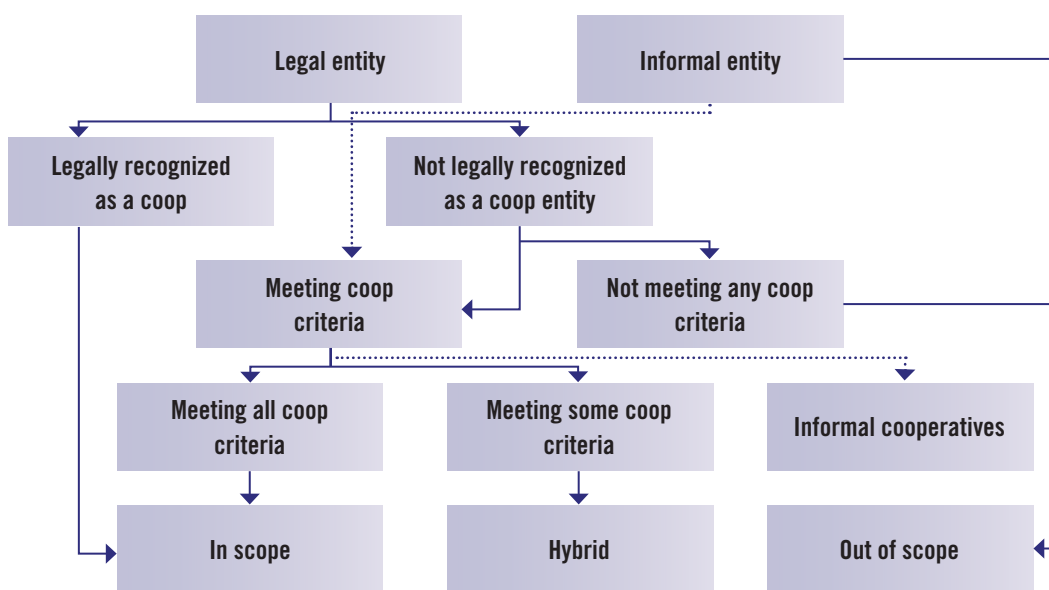 Legal entity
Informal entity
Legally recognized
as a coop
Not legally recognized
as a coop entity
Meeting coop
criteria
Not meeting any coop
criteria
Meeting all coop
criteria
Meeting some coop
criteria
Informal cooperatives
In scope
Hybrid
Out of scope